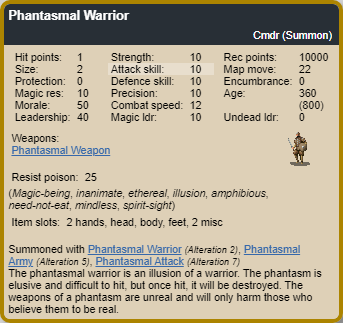 Phantasmal Warrior
Cmdr (Summon)
Hit points: 1 Strength: 10 Rec points: 10000
Size: 2 Attack skill: 10 Map move: 22
Protection: 0 Defence skill: 10 Encumbrance: 0
Magic res: 10 Precision: 10 Age: 360
Morale: 50 Combat speed: 12 (800)
Leadership: 40 Magic ldr: 10 Undead ldr: 0
Weapons:
Phantasmal Weapon
Resist poison: 25
(Magic-being, inanimate, ethereal, illusion, amphibious,
need-not-eat, mindless, spirit-sight)
Item slots: 2 hands, head, body, feet, 2 misc
Summoned with Phantasmal Warrior (Alteration 2), Phantasmal
Army (Alteration 5), Phantasmal Attack (Alteration 7)
The phantasmal warrior is an illusion of a warrior. The phantasm is
elusive and difficult to hit, but once hit, it will be destroyed. The
weapons of a phantasm are unreal and will only harm those who
believe them to be real.